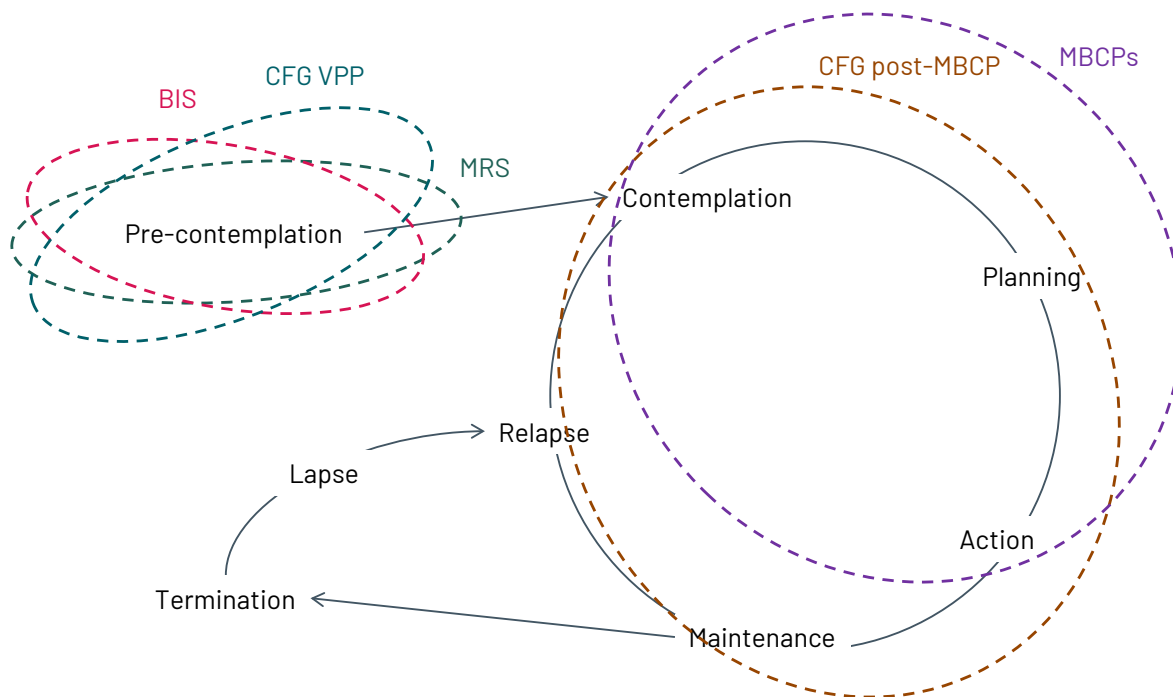 MBCPs
CFG post-MBCP
CFG VPP
BIS
MRS
Contemplation
Pre-contemplation
Planning
Relapse
Lapse
Action
Termination
Maintenance